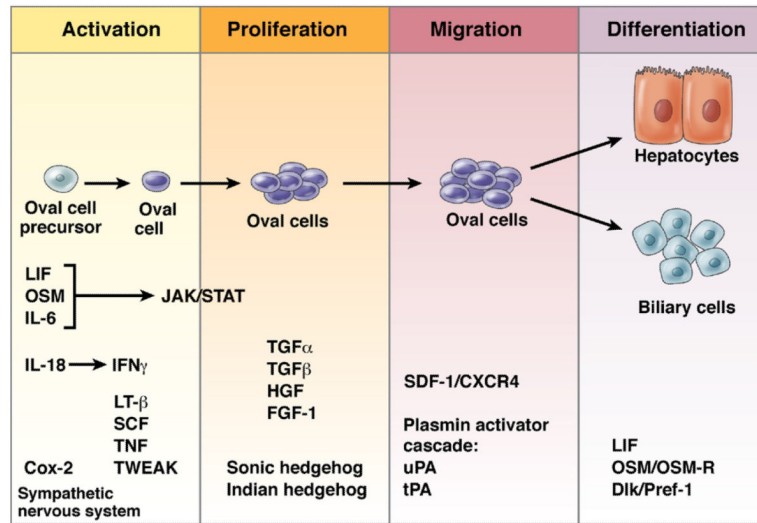 Activation
Proliferation
Migration
Differentiation
Hepatocytes
Oval cell
precursor
Oval
cell
Oval cells
Oval cells
Biliary cells
LIF
OSM
IL-6
JAK/STAT
IL-18
IFNγ
LT-β
SCF
TNF
Cox-2
TWEAK
Sympathetic
nervous system
TGFα
TGFβ
HGF
FGF-1
Sonic hedgehog
Indian hedgehog
SDF-1/CXCR4
Plasmin activator
cascade:
uPA
tPA
LIF
OSM/OSM-R
Dlk/Pref-1